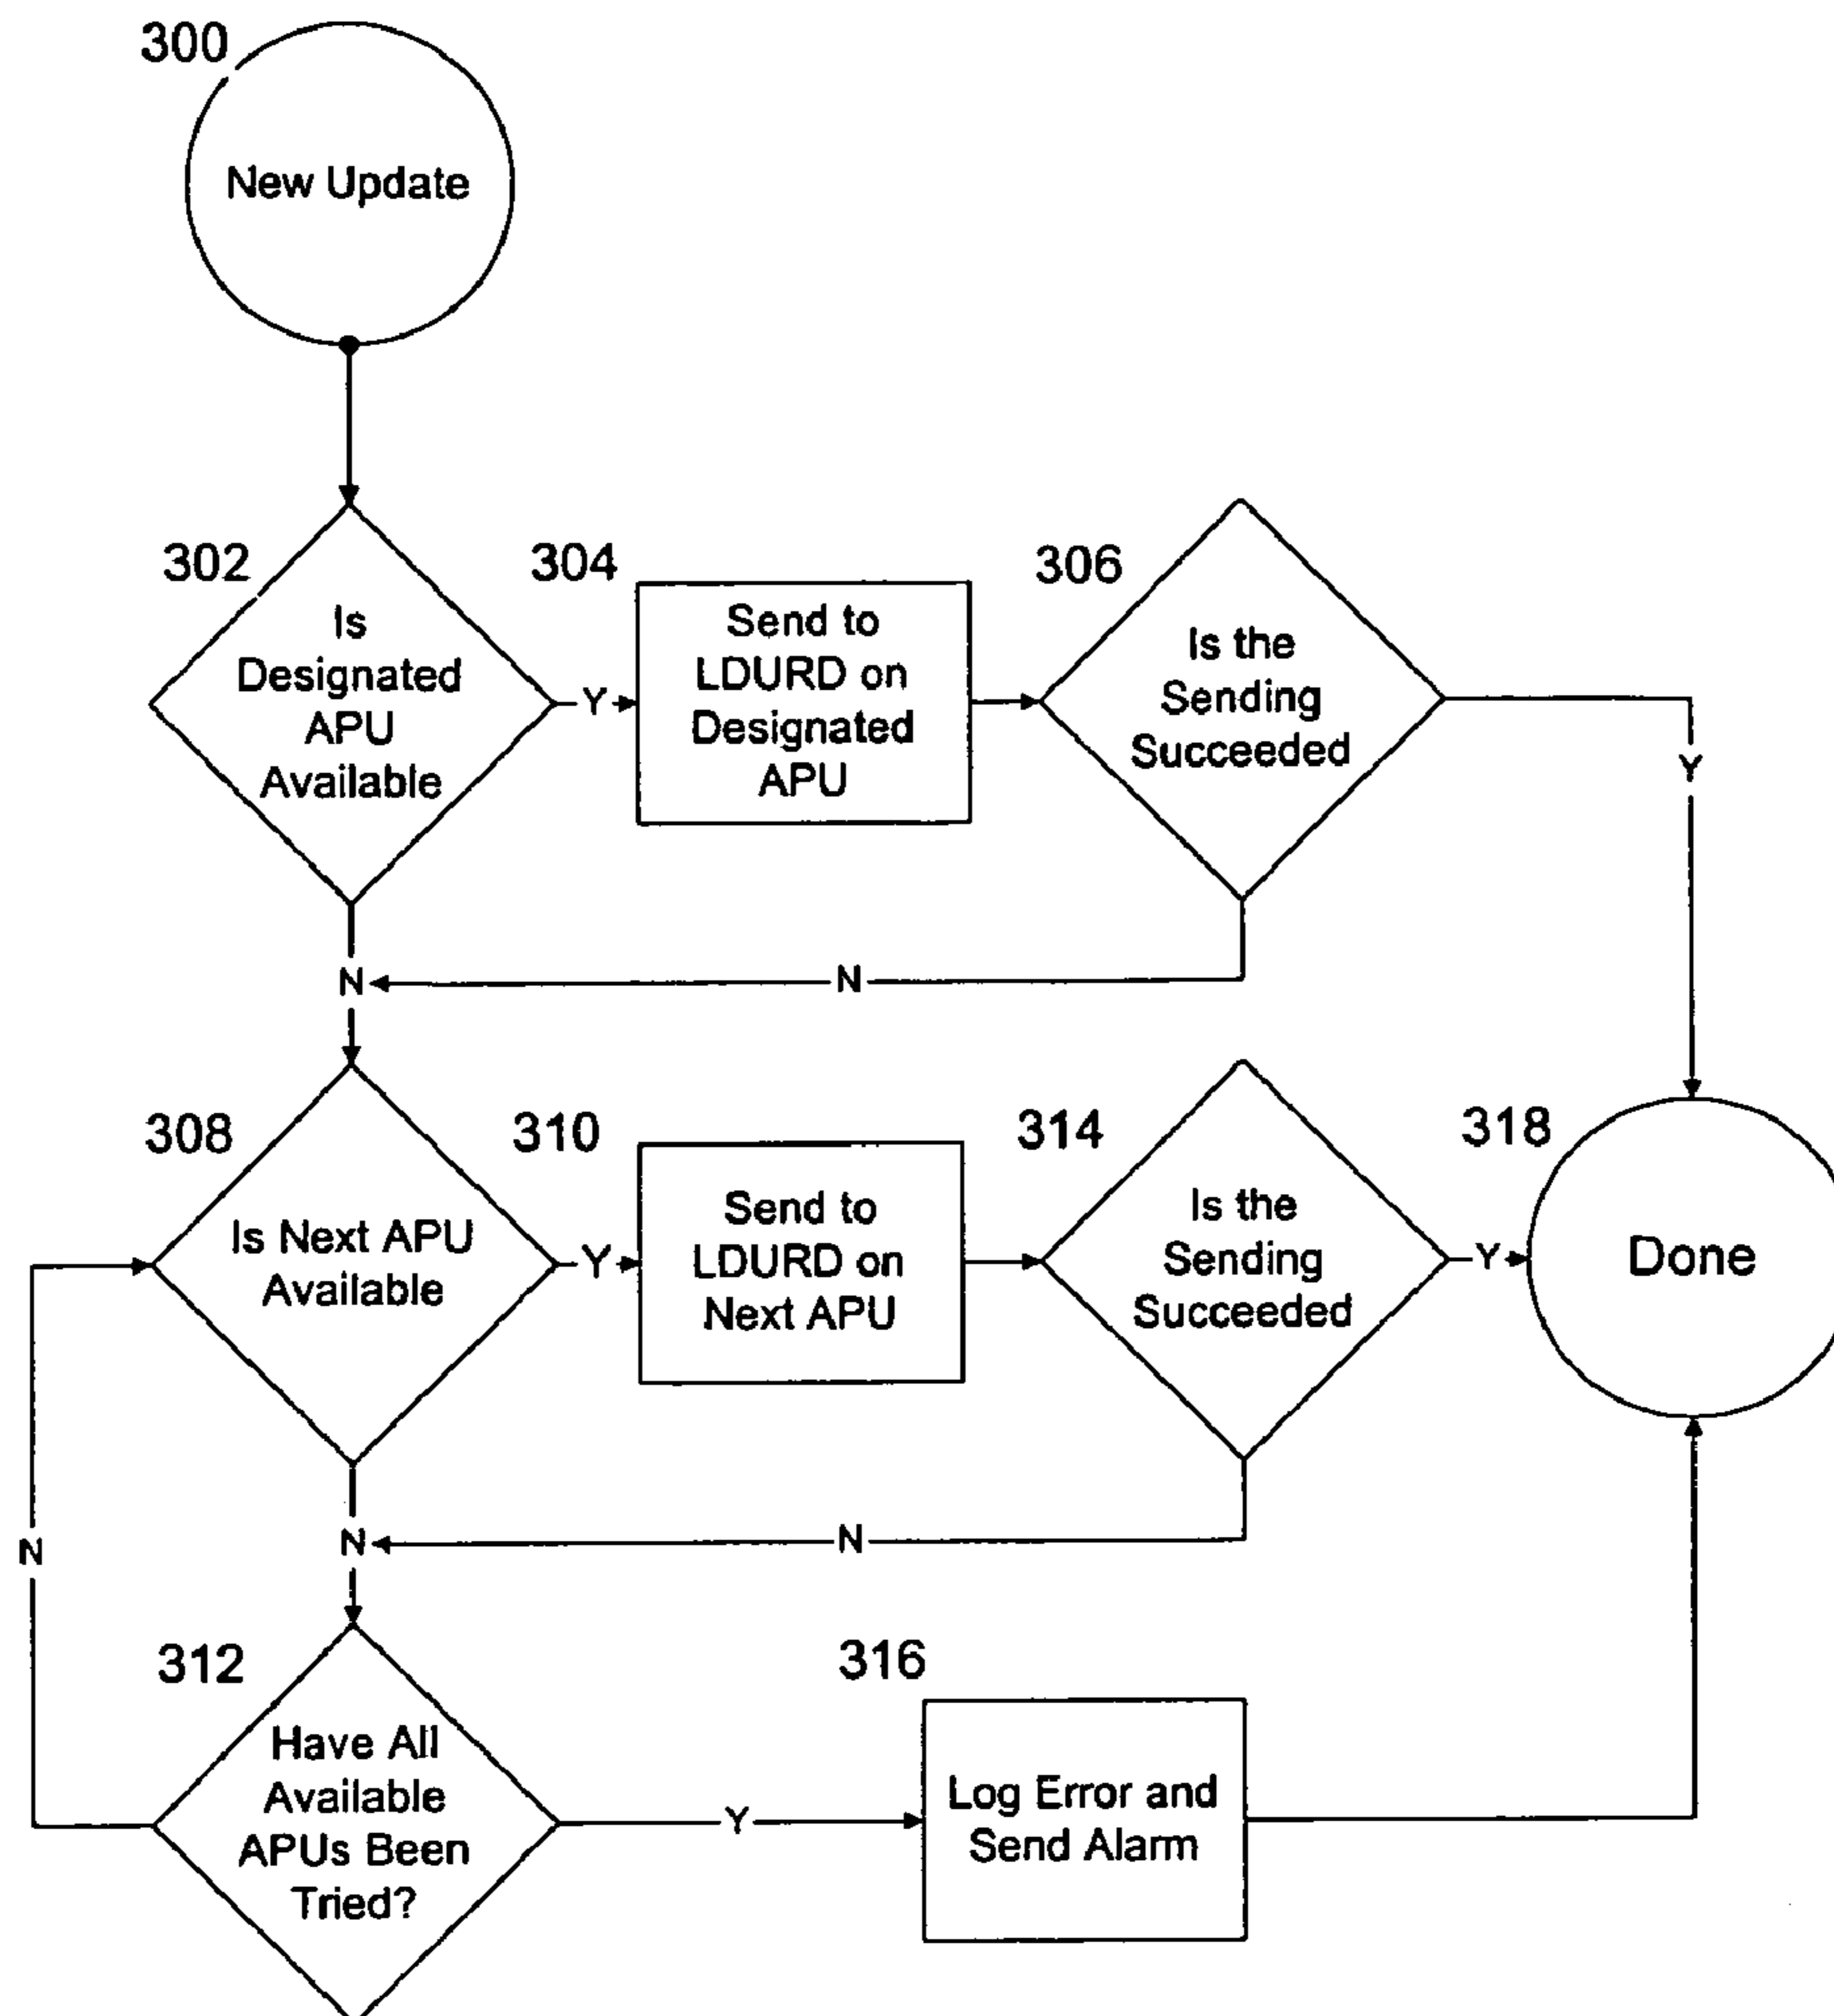 300
New Update
302
Is
Designated
APU
Available
Y
304
Send to
LDURD on
Designated
APU
306
Is the
Sending
Succeeded
Y
N
N
308
Is Next APU
Available
Y
310
Send to
LDURD on
Next APU
314
Is the
Sending
Succeeded
Y
318
Done
N
N
N
312
Have All
Available
APUs Been
Tried?
Y
316
Log Error and
Send Alarm